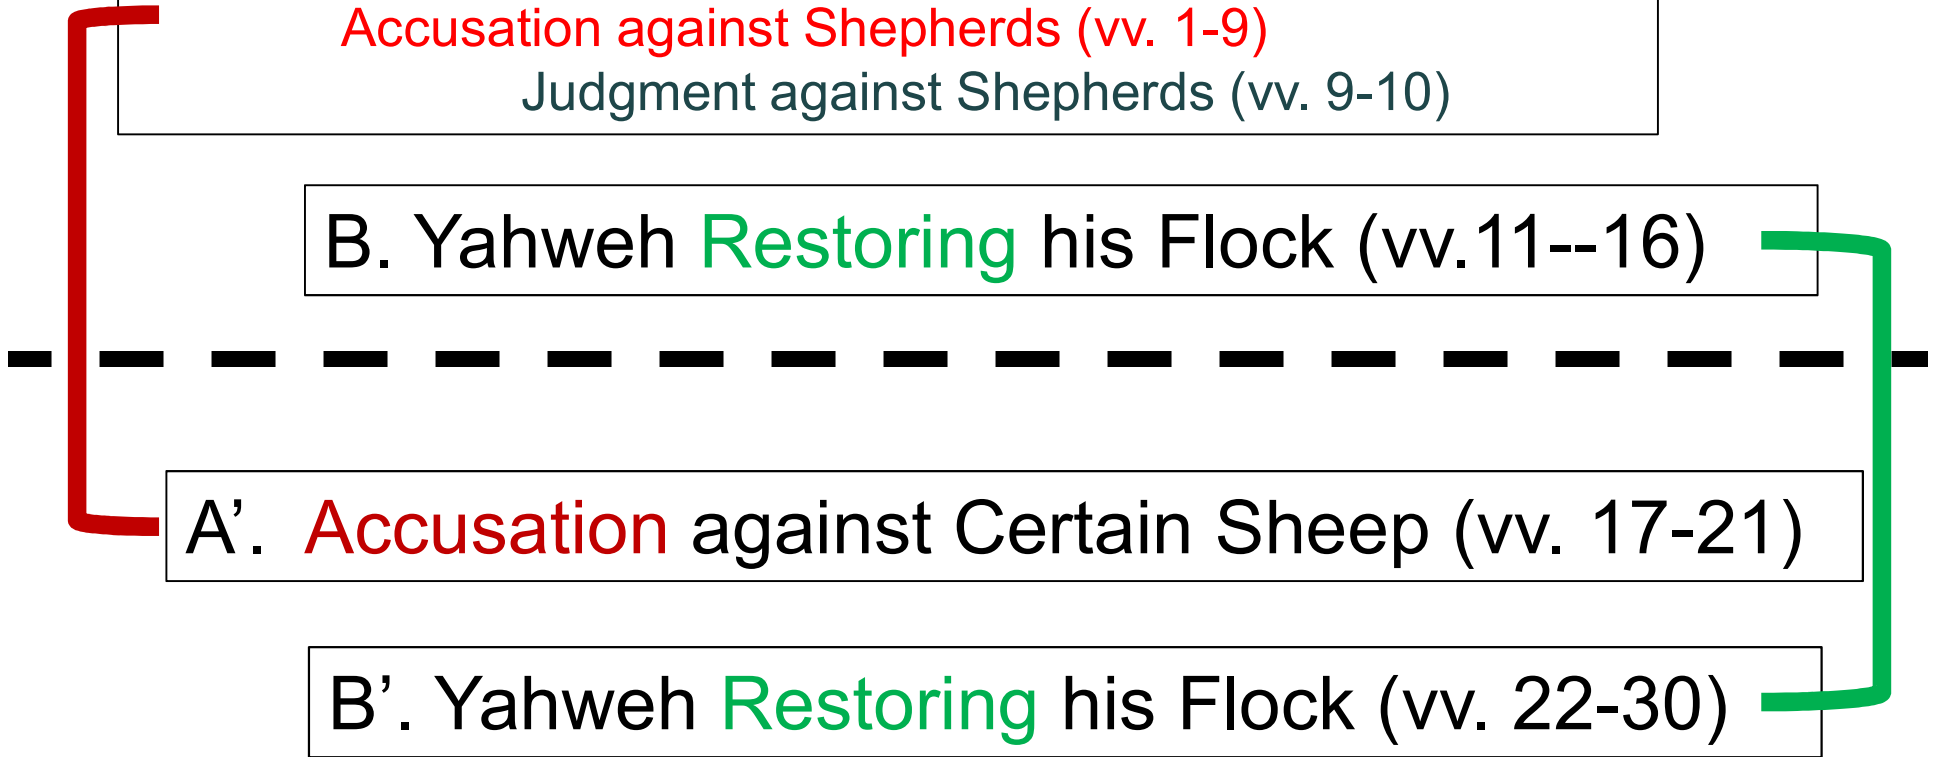 Accusation against Shepherds (vv. 1-9)
Judgment against Shepherds (vv. 9-10)
B. Yahweh Restoring his Flock (vv.11--16)
A’. Accusation against Certain Sheep (vv. 17-21)
B’. Yahweh Restoring his Flock (vv. 22-30)